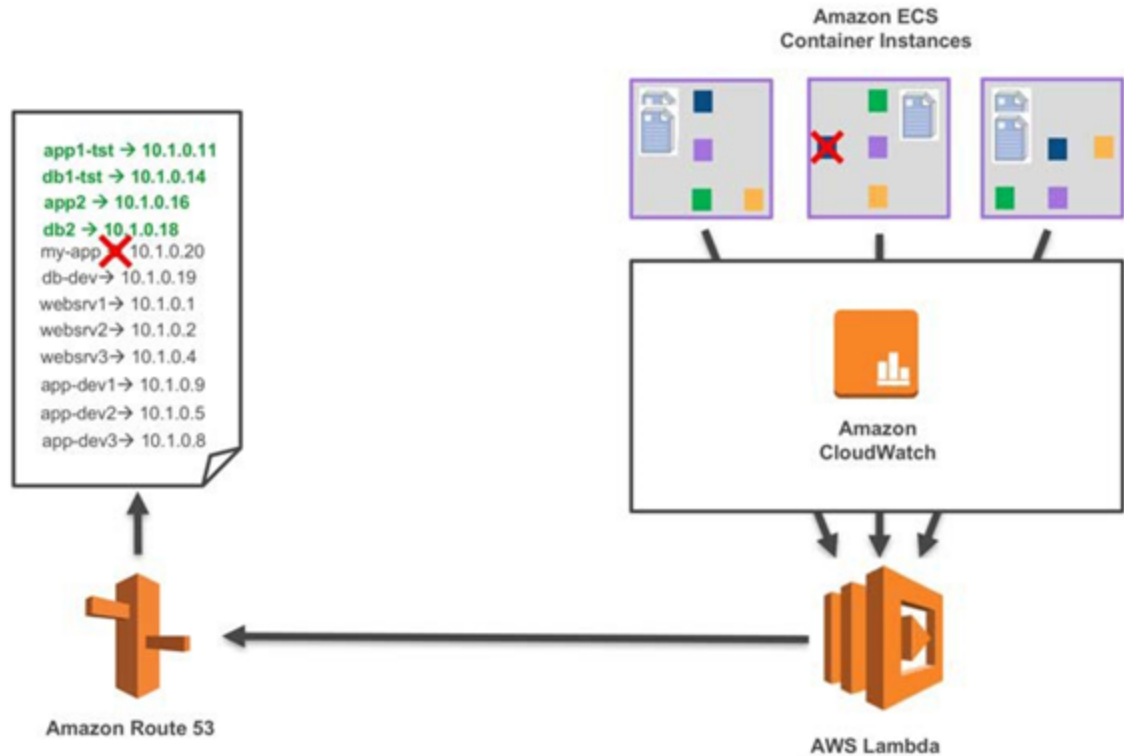 Amazon ECS
Container Instances
app1-tst → 10.1.0.11
db1-tst → 10.1.0.14
app2 → 10.1.0.16
db2 → 10.1.0.18
my-app 10.1.0.20
db-dev→ 10.1.0.19
websrv1→ 10.1.0.1
websrv2→ 10.1.0.2
websrv3→ 10.1.0.4
app-dev1→ 10.1.0.9
app-dev2→ 10.1.0.5
app-dev3→ 10.1.0.8
Amazon
CloudWatch
Amazon Route 53
AWS Lambda